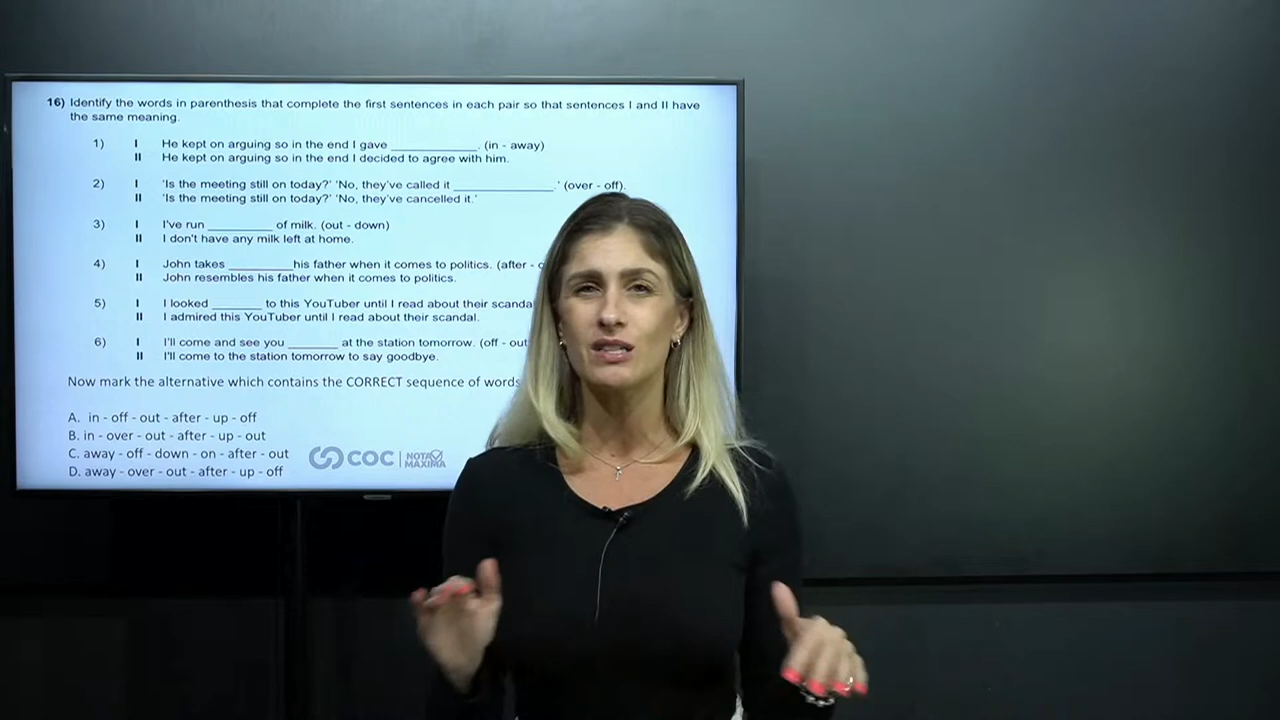 16) Identify the words in parenthesis that complete the first sentences in each pair so that sentences I and II have
the same meaning.
1) I He kept on arguing so in the end I gave ____________. (in - away)
II He kept on arguing so in the end I decided to agree with him.
2) I 'Is the meeting still on today?' 'No, they've called it ______________.' (over - off).
II 'Is the meeting still on today?' 'No, they've cancelled it.'
3) I I've run _________ of milk. (out - down)
II I don't have any milk left at home.
4) I John takes _________his father when it comes to politics. (after -
II John resembles his father when it comes to politics.
5) I I looked _______ to this YouTuber until I read about their scanda
II I admired this YouTuber until I read about their scandal.
6) I I'll come and see you _______ at the station tomorrow. (off - out
II I'll come to the station tomorrow to say goodbye.
Now mark the alternative which contains the CORRECT sequence of words
A. in - off - out - after - up - off
B. in - over - out - after - up - out
C. away - off - down - on - after - out
D. away - over - out - after - up - off
COC | NOTA
MÁXIMA